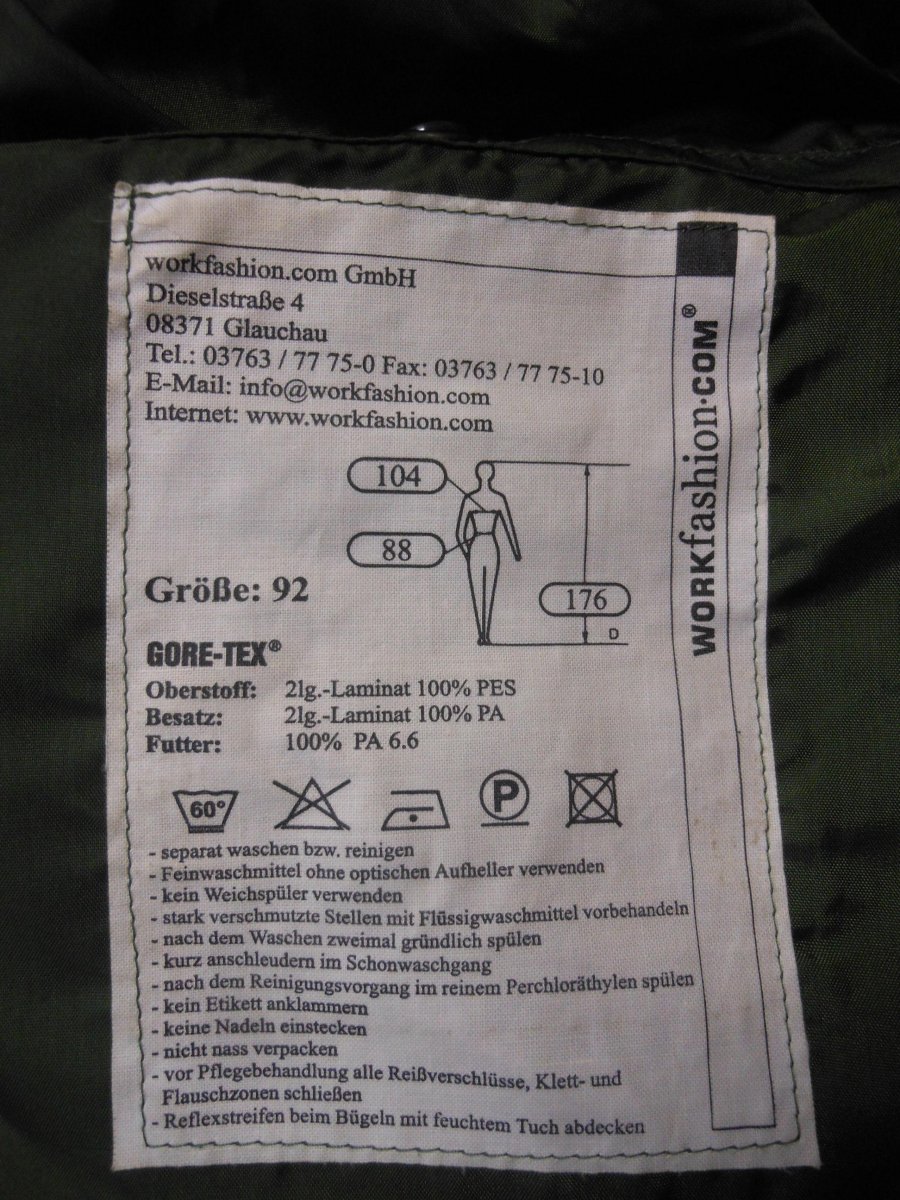 workfashion.com GmbH
Dieselstraße 4
08371 Glauchau
Tel.: 03763 / 77 75-0 Fax: 03763 / 77 75-10
E-Mail: info@workfashion.com
Internet: www.workfashion.com
WORKfashion·COM®
104
88
176
D
Größe: 92
GORE-TEX®
Oberstoff: 2lg.-Laminat 100% PES
Besatz: 2lg.-Laminat 100% PA
Futter: 100% PA 6.6
60° P
- separat waschen bzw. reinigen
- Feinwaschmittel ohne optischen Aufheller verwenden
- kein Weichspüler verwenden
- stark verschmutzte Stellen mit Flüssigwaschmittel vorbehandeln
- nach dem Waschen zweimal gründlich spülen
- kurz anschleudern im Schonwaschgang
- nach dem Reinigungsvorgang im reinem Perchloräthylen spülen
- kein Etikett anklammern
- keine Nadeln einstecken
- nicht nass verpacken
- vor Pflegebehandlung alle Reißverschlüsse, Klett- und
Flauschzonen schließen
- Reflexstreifen beim Bügeln mit feuchtem Tuch abdecken